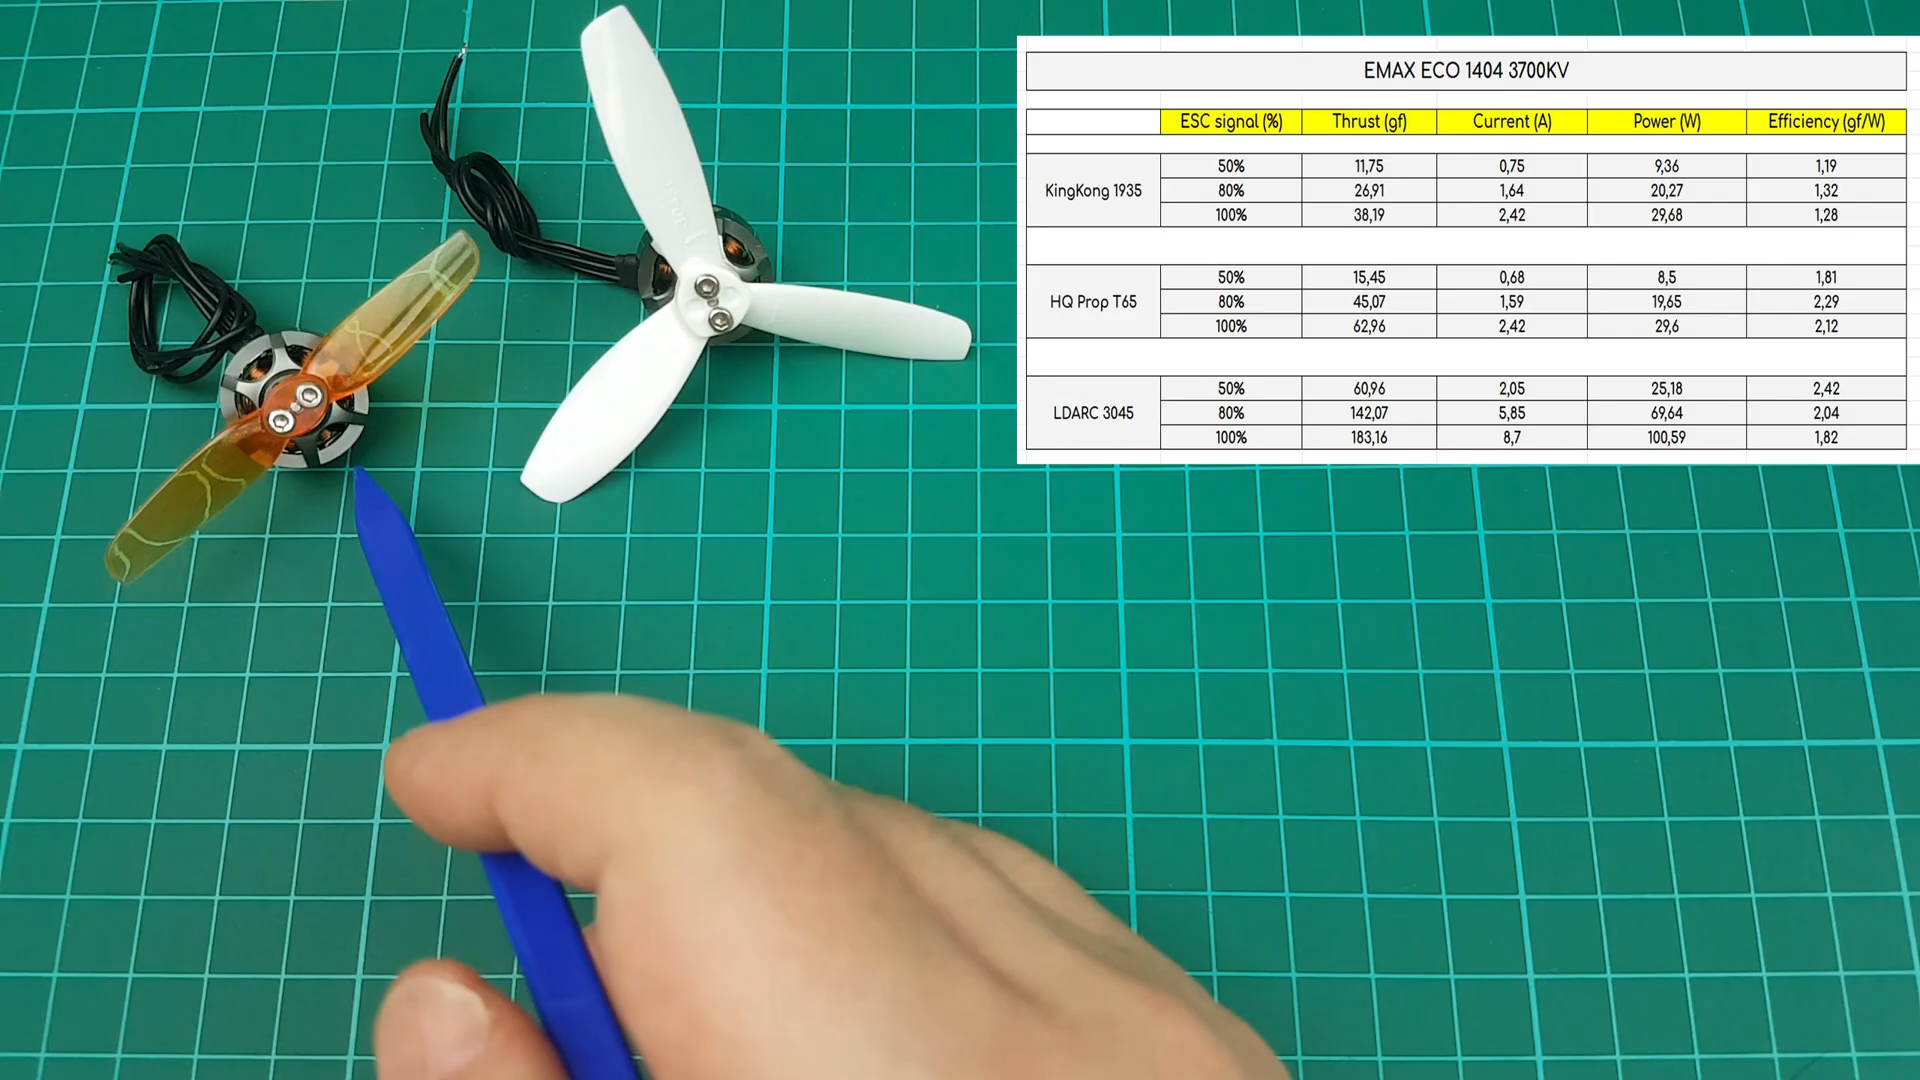 EMAX ECO 1404 3700KV
ESC signal (%) Thrust (gf) Current (A) Power (W) Efficiency (gf/W)
KingKong 1935
50% 11,75 0,75 9,36 1,19
80% 26,91 1,64 20,27 1,32
100% 38,19 2,42 29,68 1,28
HQ Prop T65
50% 15,45 0,68 8,5 1,81
80% 45,07 1,59 19,65 2,29
100% 62,96 2,42 29,6 2,12
LDARC 3045
50% 60,96 2,05 25,18 2,42
80% 142,07 5,85 69,64 2,04
100% 183,16 8,7 100,59 1,82